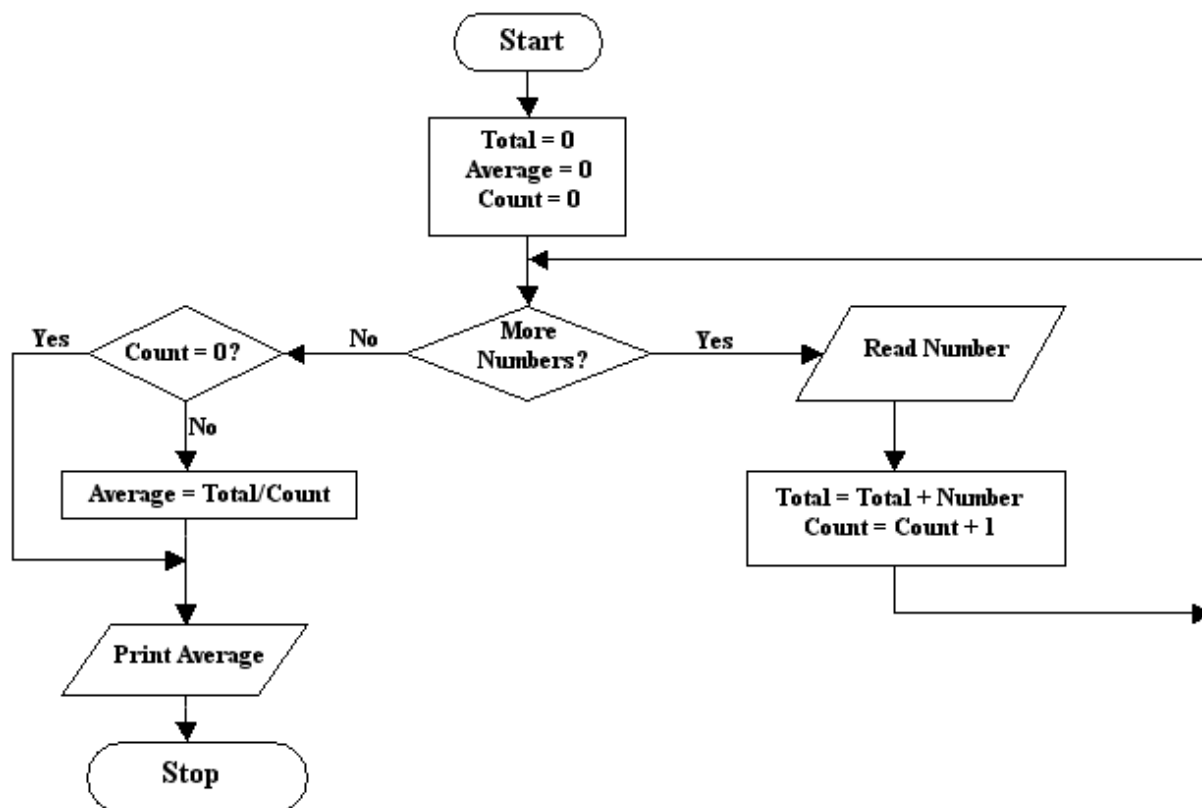 Start
Total = 0
Average = 0
Count = 0
Yes
Count = 0?
No
More
Numbers?
Yes
Read Number
No
Average = Total/Count
Total = Total + Number
Count = Count + 1
Print Average
Stop